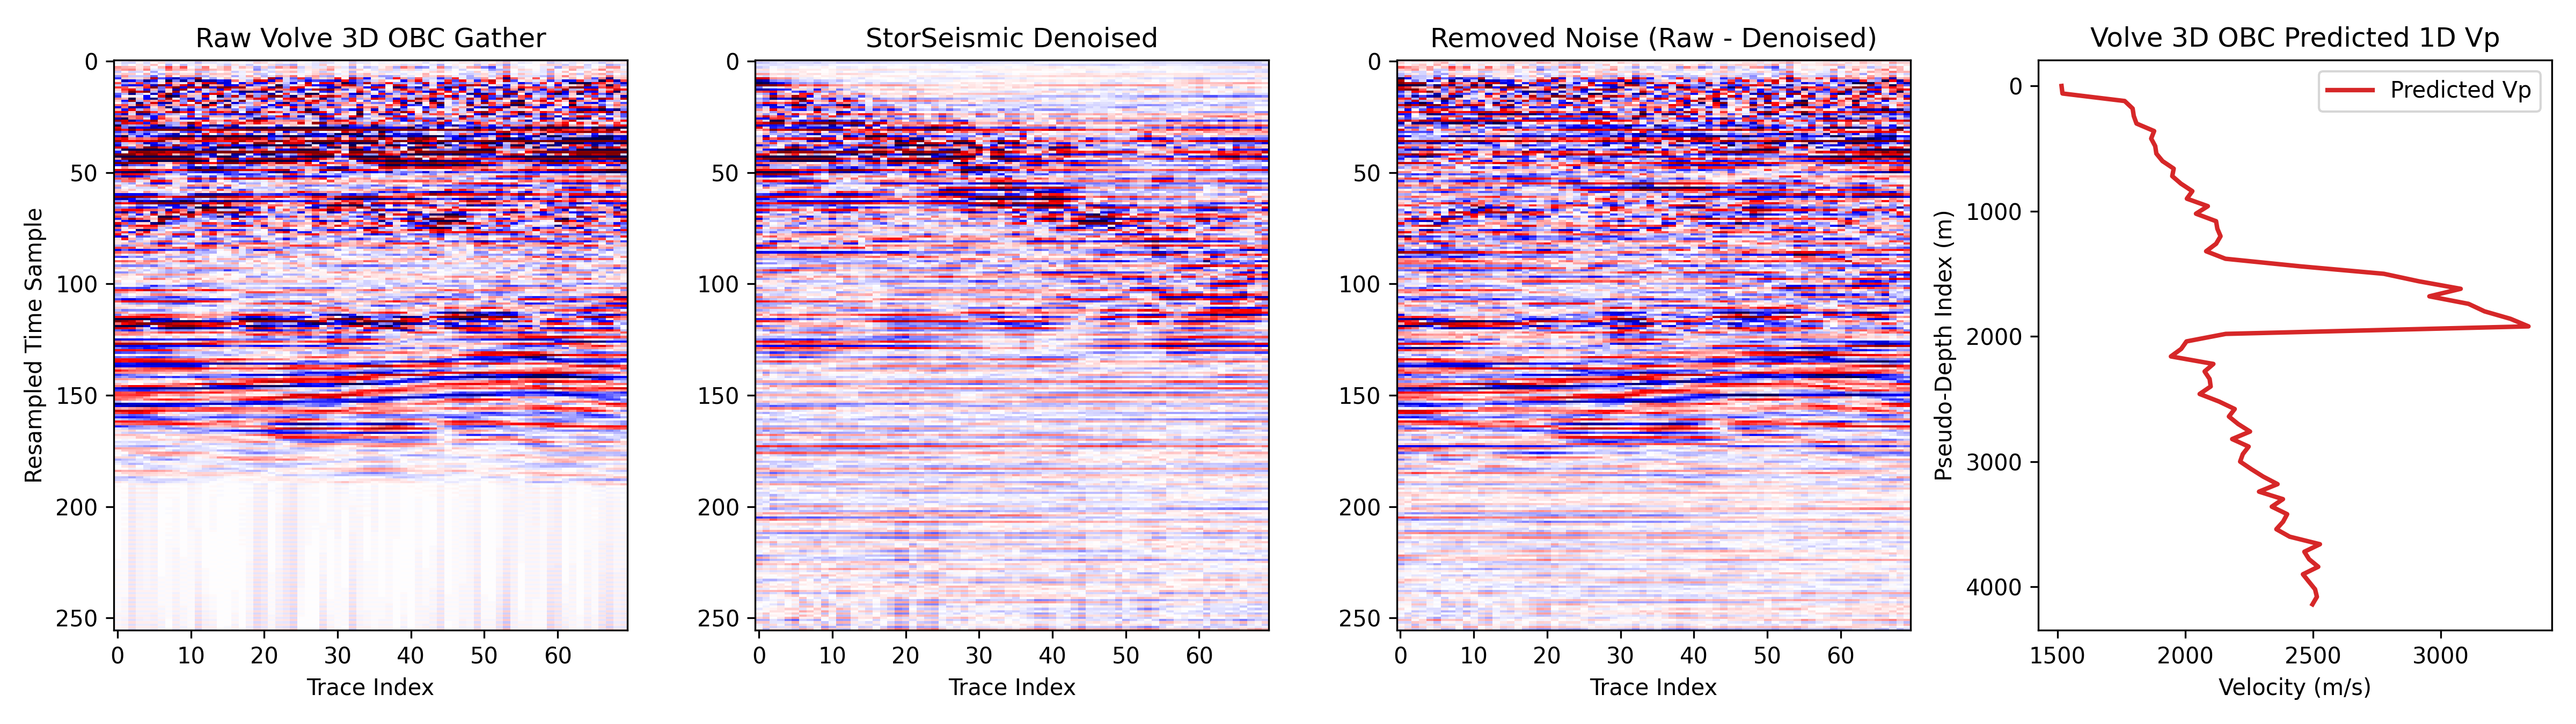 Raw Volve 3D OBC Gather
0
50
100
150
200
250
Resampled Time Sample
0 10 20 30 40 50 60
Trace Index
StorSeismic Denoised
0
50
100
150
200
250
0 10 20 30 40 50 60
Trace Index
Removed Noise (Raw - Denoised)
0
50
100
150
200
250
0 10 20 30 40 50 60
Trace Index
Volve 3D OBC Predicted 1D Vp
Predicted Vp
0
1000
2000
3000
4000
Pseudo-Depth Index (m)
1500 2000 2500 3000
Velocity (m/s)